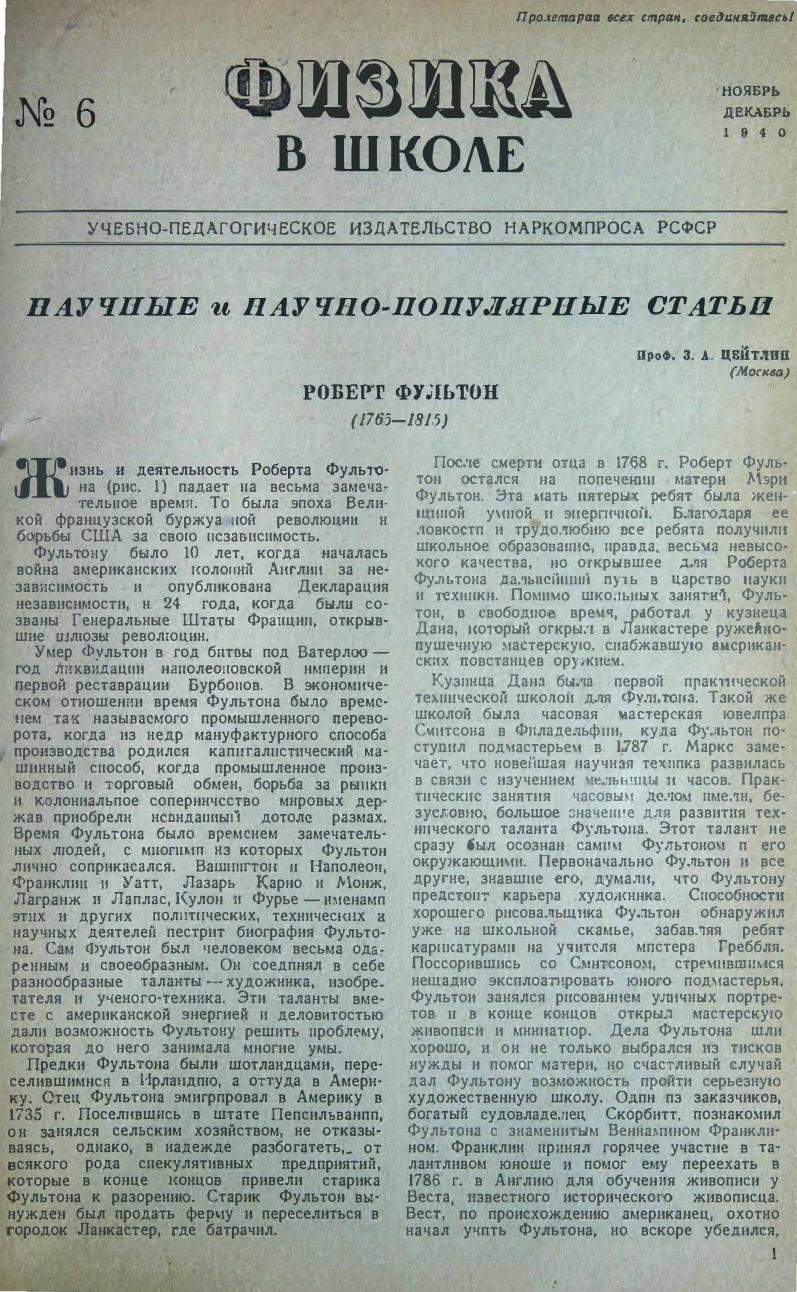 Пролетарии всех стран, соединяйтесь!
№ 6
ФИЗИКА
В ШКОЛЕ
НОЯБРЬ
ДЕКАБРЬ
1940
УЧЕБНО-ПЕДАГОГИЧЕСКОЕ ИЗДАТЕЛЬСТВО НАРКОМПРОСА РСФСР
НАУЧНЫЕ и НАУЧНО-ПОПУЛЯРНЫЕ СТАТЬИ
Проф. З. А. ЦЕЙТЛИН
(Москва)
РОБЕРТ ФУЛЬТОН
(1765—1815)
Жизнь и деятельность Роберта Фульто-
на (рис. 1) падает на весьма замеча-
тельное время. То была эпоха Вели-
кой французской буржуазной революции и
борьбы США за свою независимость.
Фультону было 10 лет, когда началась
война американских колоний Англии за не-
зависимость и опубликована Декларация
независимости, и 24 года, когда были со-
званы Генеральные Штаты Франции, открыв-
шие шлюзы революции.
Умер Фультон в год битвы под Ватерлоо —
год ликвидации наполеоновской империи и
первой реставрации Бурбонов. В экономиче-
ском отношении время Фультона было време-
нем так называемого промышленного перево-
рота, когда из недр мануфактурного способа
производства родился капиталистический ма-
шинный способ, когда промышленное произ-
водство и торговый обмен, борьба за рынки
и колониальное соперничество мировых дер-
жав приобрели невиданный дотоле размах.
Время Фультона было временем замечатель-
ных людей, с многими из которых Фультон
лично соприкасался. Вашингтон и Наполеон,
Франклин и Уатт, Лазарь Карно и Монж,
Лагранж и Лаплас, Кулон и Фурье — именами
этих и других политических, технических и
научных деятелей пестрит биография Фульто-
на. Сам Фультон был человеком весьма ода-
ренным и своеобразным. Он соединял в себе
разнообразные таланты — художника, изобре-
тателя и ученого-техника. Эти таланты вме-
сте с американской энергией и деловитостью
дали возможность Фультону решить проблему,
которая до него занимала многие умы.
Предки Фультона были шотландцами, пере-
селившимися в Ирландию, а оттуда в Амери-
ку. Отец Фультона эмигрировал в Америку в
1735 г. Поселившись в штате Пенсильвании,
он занялся сельским хозяйством, не отказы-
ваясь, однако, в надежде разбогатеть, от
всякого рода спекулятивных предприятий,
которые в конце концов привели старика
Фультона к разорению. Старик Фультон вы-
нужден был продать ферму и переселиться в
городок Ланкастер, где батрачил.
После смерти отца в 1768 г. Роберт Фуль-
тон остался на попечении матери Мэри
Фультон. Эта мать пятерых ребят была жен-
щиной умной и энергичной. Благодаря ее
ловкости и трудолюбию все ребята получили
школьное образование, правда, весьма невысо-
кого качества, но открывшее для Роберта
Фультона дальнейший путь в царство науки
и техники. Помимо школьных занятий, Фуль-
тон, в свободное время, работал у кузнеца
Дана, который открыл в Ланкастере ружейно-
пушечную мастерскую, снабжавшую американ-
ских повстанцев оружием.
Кузница Дана была первой практической
технической школой для Фультона. Такой же
школой была часовая мастерская ювелира
Смитсона в Филадельфии, куда Фультон по-
ступил подмастерьем в 1787 г. Маркс заме-
чает, что новейшая научная техника развилась
в связи с изучением мельницы и часов. Прак-
тические занятия часовым делом имели, бе-
зусловно, большое значение для развития тех-
нического таланта Фультона. Этот талант не
сразу был осознан самим Фультоном и его
окружающими. Первоначально Фультон и все
другие, знавшие его, думали, что Фультону
предстоит карьера художника. Способности
хорошего рисовальщика Фультон обнаружил
уже на школьной скамье, забавляя ребят
карикатурами на учителя мистера Греббля.
Поссорившись со Смитсоном, стремившимся
нещадно эксплоатировать юного подмастерья,
Фультон занялся рисованием уличных портре-
тов и в конце концов открыл мастерскую
живописи и миниатюр. Дела Фультона шли
хорошо, и он не только выбрался из тисков
нужды и помог матери, но счастливый случай
дал Фультону возможность пройти серьезную
художественную школу. Один из заказчиков,
богатый судовладелец Скорбитт, познакомил
Фультона с знаменитым Вениамином Франкли-
ном. Франклин принял горячее участие в та-
лантливом юноше и помог ему переехать в
1786 г. в Англию для обучения живописи у
Веста, известного исторического живописца.
Вест, по происхождению американец, охотно
начал учить Фультона, но вскоре убедился,
1